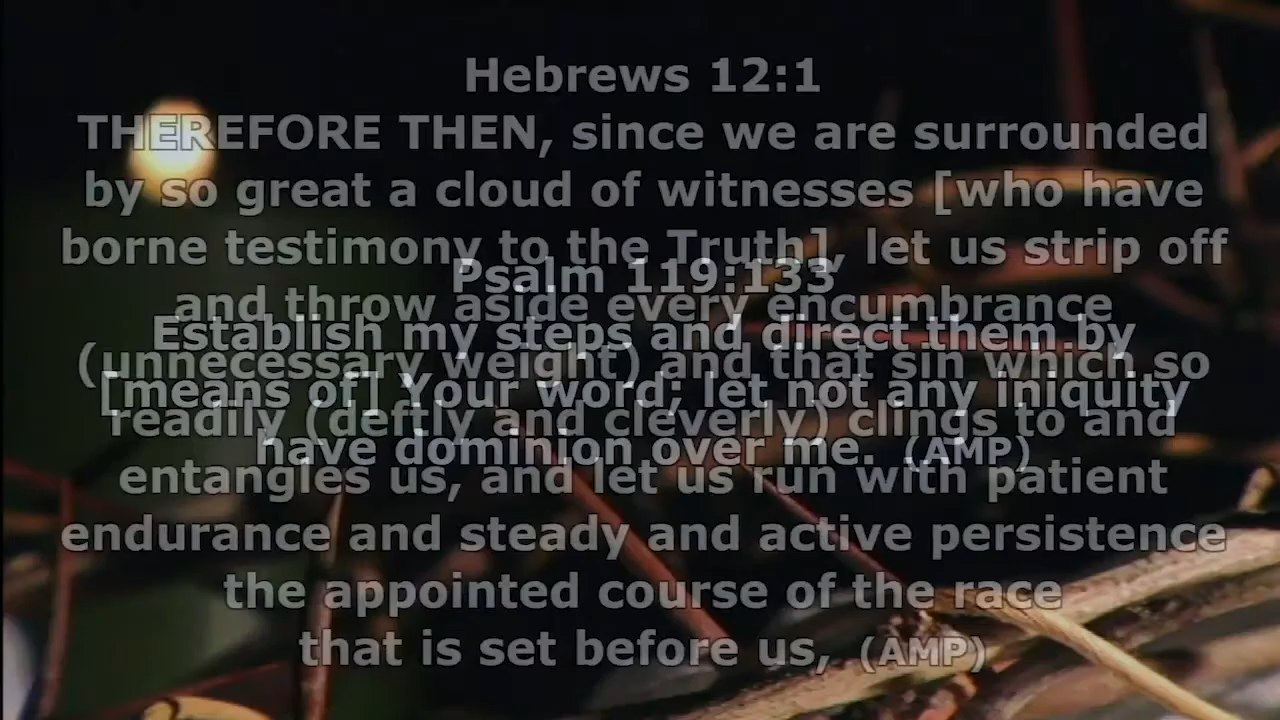 Hebrews 12:1
THEREFORE THEN, since we are surrounded
by so great a cloud of witnesses [who have
borne testimony to the Truth], let us strip off
and throw aside every encumbrance
(unnecessary weight) and that sin which so
readily (deftly and cleverly) clings to and
entangles us, and let us run with patient
endurance and steady and active persistence
the appointed course of the race
that is set before us, (AMP)
Psalm 119:133
Establish my steps and direct them by
[means of] Your word; let not any iniquity
have dominion over me. (AMP)